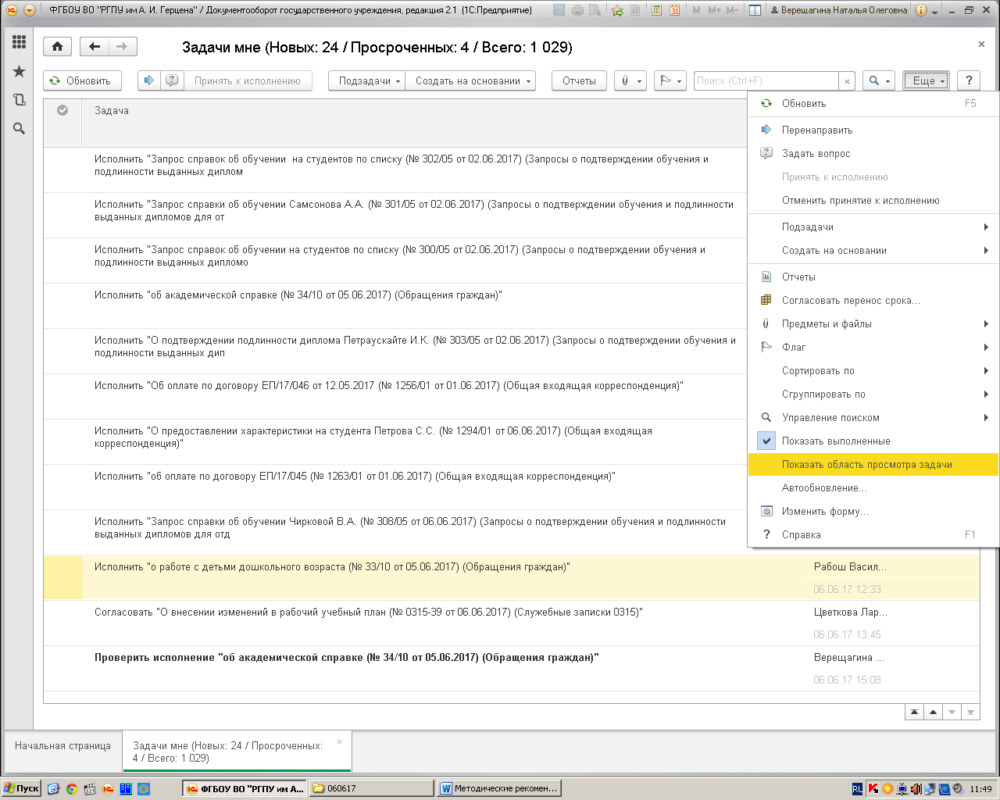 ФГБОУ ВО "РГПУ им А. И. Герцена" / Документооборот государственного учреждения, редакция 2.1 (1С:Предприятие)
M M+ M-
Верещагина Наталья Олеговна
Задачи мне (Новых: 24 / Просроченных: 4 / Всего: 1 029)
Обновить
Принять к исполнению
Подзадачи
Создать на основании
Отчеты
Поиск (Ctrl+F)
Еще
?
Задача
Исполнить "Запрос справок об обучении на студентов по списку (№ 302/05 от 02.06.2017) (Запросы о подтверждении обучения и
подлинности выданных диплом
Исполнить "Запрос справки об обучении Самсонова А.А. (№ 301/05 от 02.06.2017) (Запросы о подтверждении обучения и подлинности
выданных дипломов для от
Исполнить "Запрос справок об обучении на студентов по списку (№ 300/05 от 02.06.2017) (Запросы о подтверждении обучения и
подлинности выданных дипломо
Исполнить "об академической справке (№ 34/10 от 05.06.2017) (Обращения граждан)"
Исполнить "О подтверждении подлинности диплома Петраускайте И.К. (№ 303/05 от 02.06.2017) (Запросы о подтверждении обучения и
подлинности выданных дип
Исполнить "Об оплате по договору ЕП/17/046 от 12.05.2017 (№ 1256/01 от 01.06.2017) (Общая входящая корреспонденция)"
Исполнить "О предоставлении характеристики на студента Петрова С.С. (№ 1294/01 от 06.06.2017) (Общая входящая
корреспонденция)"
Исполнить "об оплате по договору ЕП/17/045 (№ 1263/01 от 01.06.2017) (Общая входящая корреспонденция)"
Исполнить "Запрос справки об обучении Чирковой В.А. (№ 308/05 от 06.06.2017) (Запросы о подтверждении обучения и подлинности
выданных дипломов для отд
Исполнить "о работе с детьми дошкольного возраста (№ 33/10 от 05.06.2017) (Обращения граждан)"
Рабош Васил...
06.06.17 12:33
Согласовать "О внесении изменений в рабочий учебный план (№ 0315-39 от 06.06.2017) (Служебные записки 0315)"
Цветкова Лар...
06.06.17 13:45
Проверить исполнение "об академической справке (№ 34/10 от 05.06.2017) (Обращения граждан)"
Верещагина ...
06.06.17 15:08
Обновить F5
Перенаправить
Задать вопрос
Принять к исполнению
Отменить принятие к исполнению
Подзадачи
Создать на основании
Отчеты
Согласовать перенос срока...
Предметы и файлы
Флаг
Сортировать по
Сгруппировать по
Управление поиском
Показать выполненные
Показать область просмотра задачи
Автообновление...
Изменить форму...
? Справка F1
Начальная страница
Задачи мне (Новых: 24 / Просроченных:
4 / Всего: 1 029)
Пуск
ФГБОУ ВО "РГПУ им А...
060617
Методические рекомен...
RL
11:49